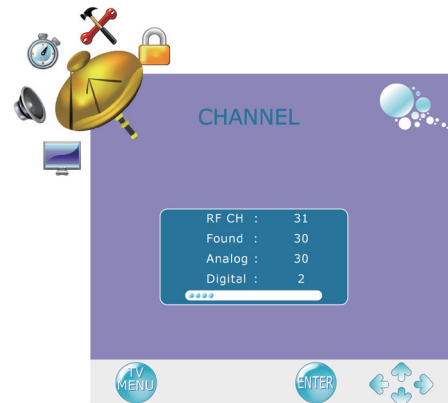 CHANNEL
RF CH : 31
Found : 30
Analog : 30
Digital : 2
TV
MENU
ENTER